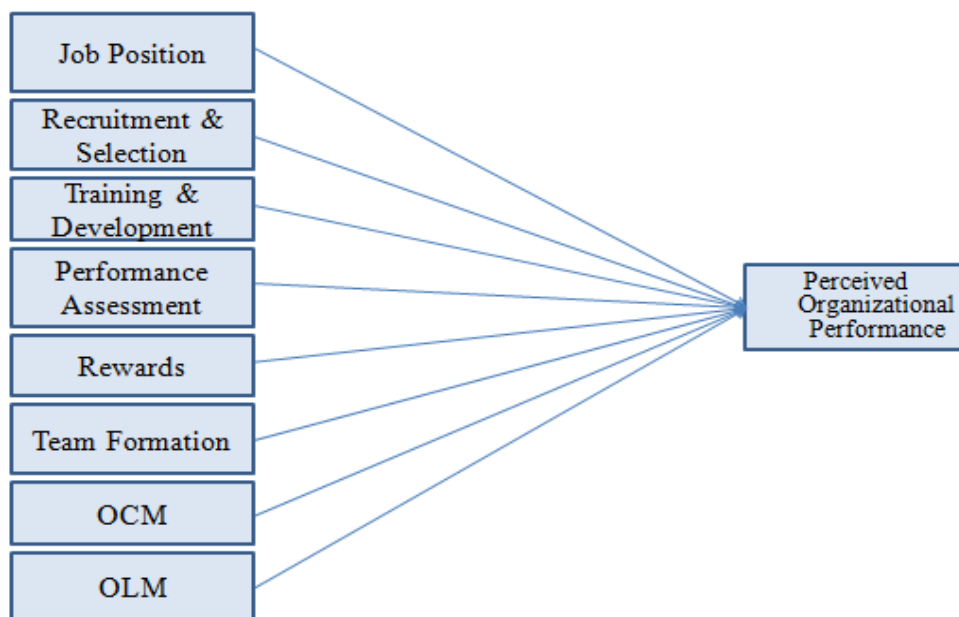 Job Position
Recruitment &
Selection
Training &
Development
Performance
Assessment
Rewards
Team Formation
OCM
OLM
Perceived
Organizational
Performance